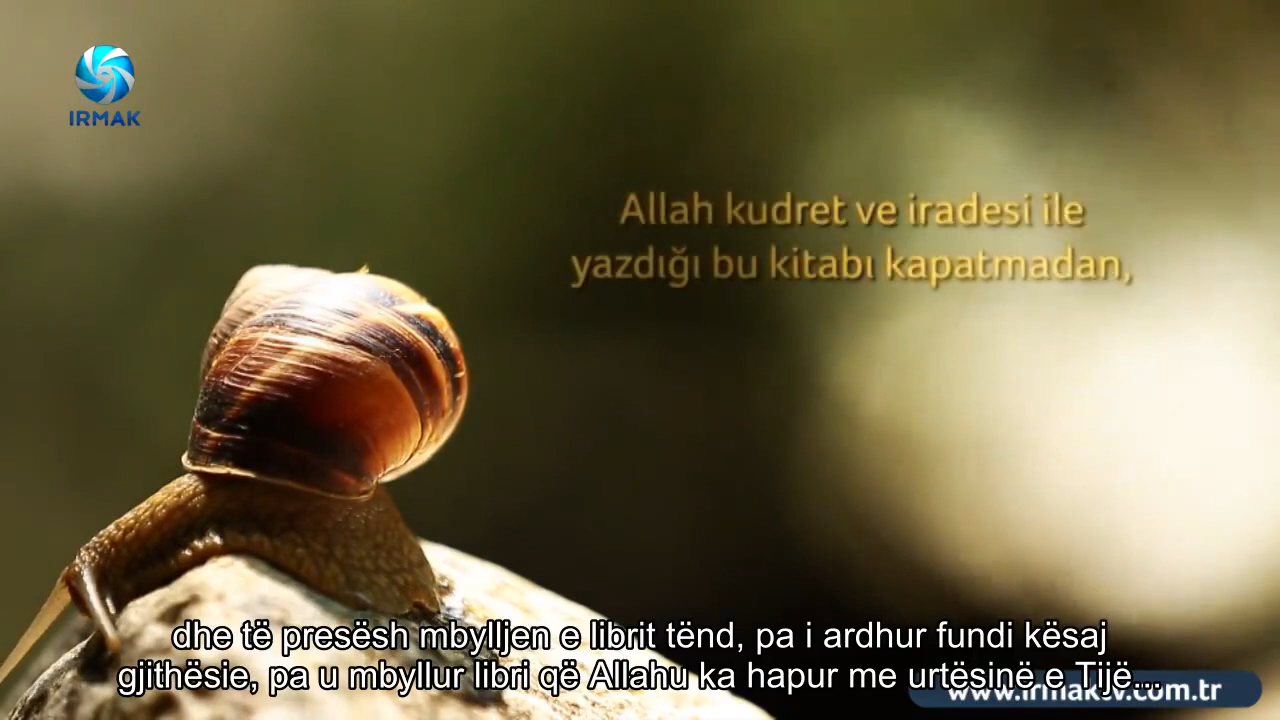 IRMAK
Allah kudret ve iradesi ile
yazdığı bu kitabı kapatmadan,
dhe të presësh mbylljen e librit tënd, pa i ardhur fundi kësaj
gjithësie, pa u mbyllur libri që Allahu ka hapur me urtësinë e Tijë...
www.irmaktv.com.tr